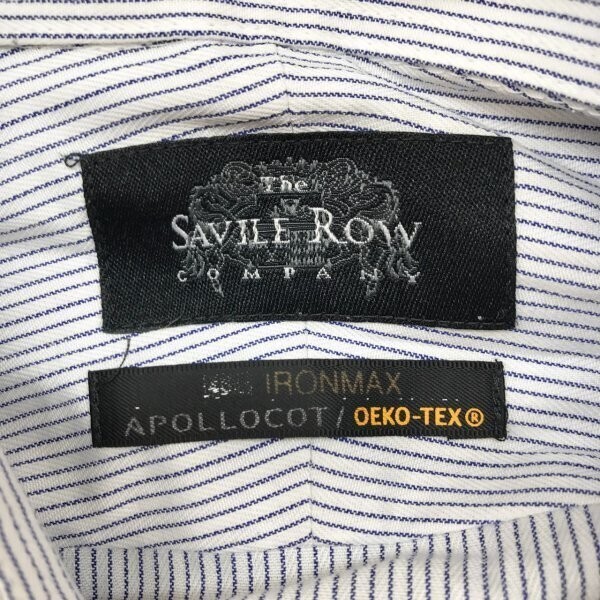 The
SAVILE ROW
COMPANY
IRONMAX
APOLLOCOT/ OEKO-TEX®